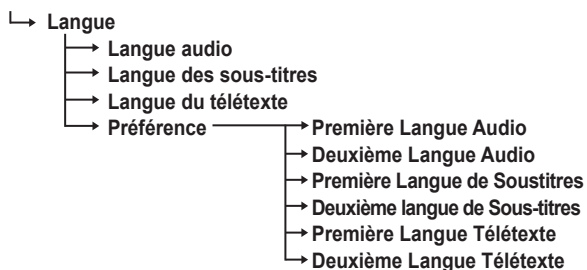 Langue
Langue audio
Langue des sous-titres
Langue du télétexte
Préférence
Première Langue Audio
Deuxième Langue Audio
Première Langue de Soustitres
Deuxième langue de Sous-titres
Première Langue Télétexte
Deuxième Langue Télétexte